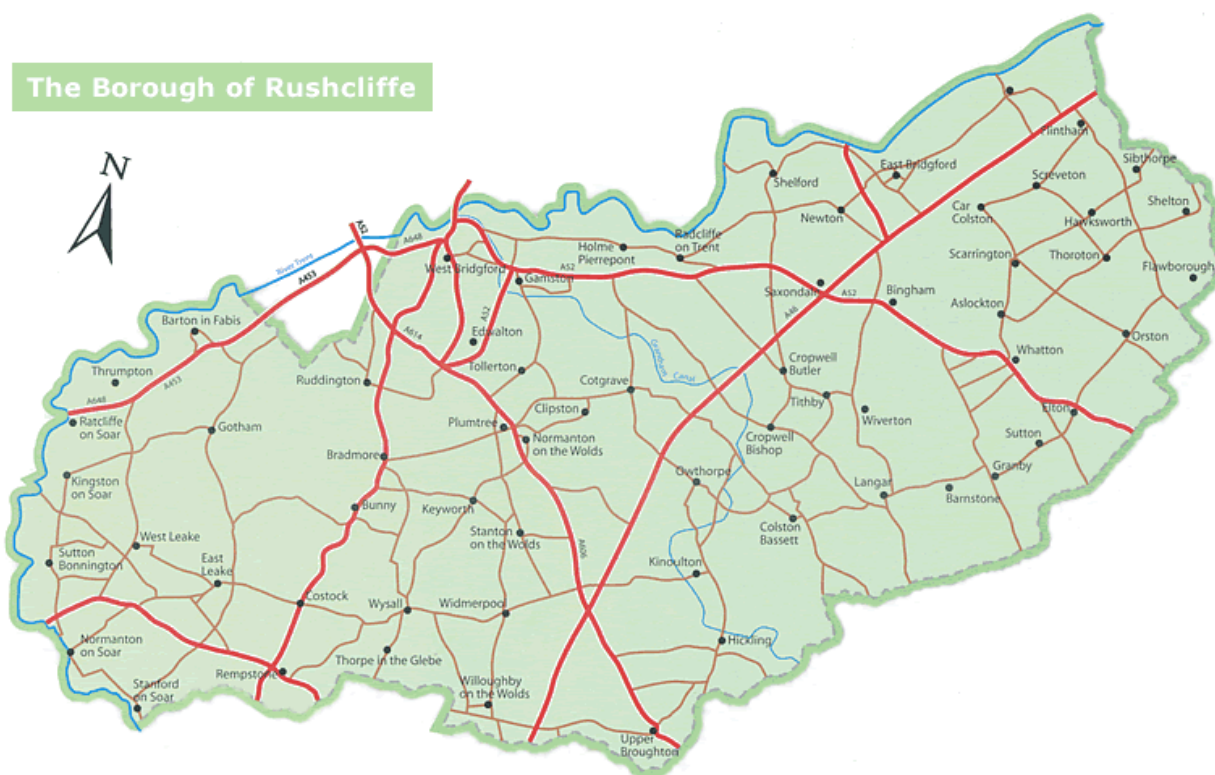 The Borough of Rushcliffe
N
Flintham
East Bridgford
Sibthorpe
Shelford
Screveton
Newton
Car
Colston
Hawksworth
Shelton
A52
A648
Holme
Pierrepont
Radcliffe
on Trent
Scarrington
Thoroton
Flawborough
River Trent
A453
West Bridgford
A52
Gamston
Saxondale
A52
Bingham
Aslockton
A46
Barton in Fabis
A614
A52
Edwalton
Orston
Grantham
Canal
Whatton
Thrumpton
A453
Ruddington
Tollerton
Cotgrave
Cropwell
Butler
Tithby
A648
Ratcliffe
on Soar
Gotham
Clipston
Plumtree
Normanton
on the Wolds
Wiverton
Elton
Cropwell
Bishop
Sutton
Bradmore
Kingston
on Soar
Owthorpe
Granby
Langar
Barnstone
Bunny
Keyworth
Colston
Bassett
West Leake
Stanton
on the Wolds
A606
Sutton
Bonnington
East
Leake
Kinoulton
Costock
Wysall
Widmerpool
Normanton
on Soar
Hickling
Thorpe in the Glebe
Rempstone
Stanford
on Soar
Willoughby
on the Wolds
Upper
Broughton